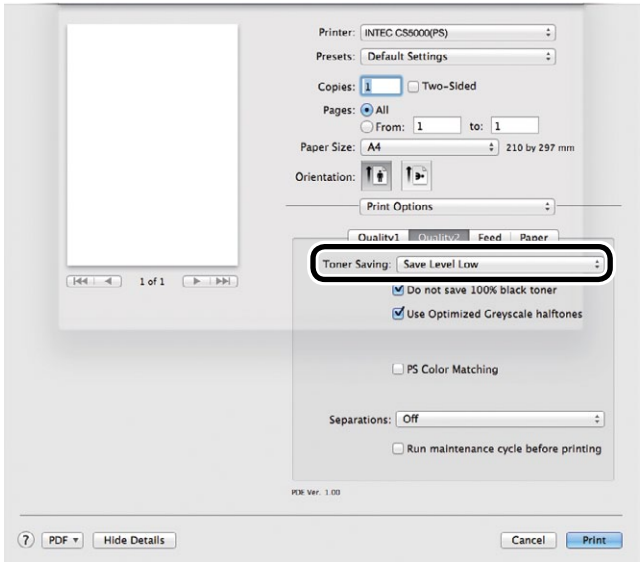 Printer: INTEC CS5000(PS)
Presets: Default Settings
Copies: 1 Two-Sided
Pages: All
From: 1 to: 1
Paper Size: A4 210 by 297 mm
Orientation:
Print Options
Quality1 Quality2 Feed Paper
Toner Saving: Save Level Low
1 of 1
Do not save 100% black toner
Use Optimized Greyscale halftones
PS Color Matching
Separations: Off
Run maintenance cycle before printing
PDE Ver. 1.00
? PDF Hide Details Cancel Print